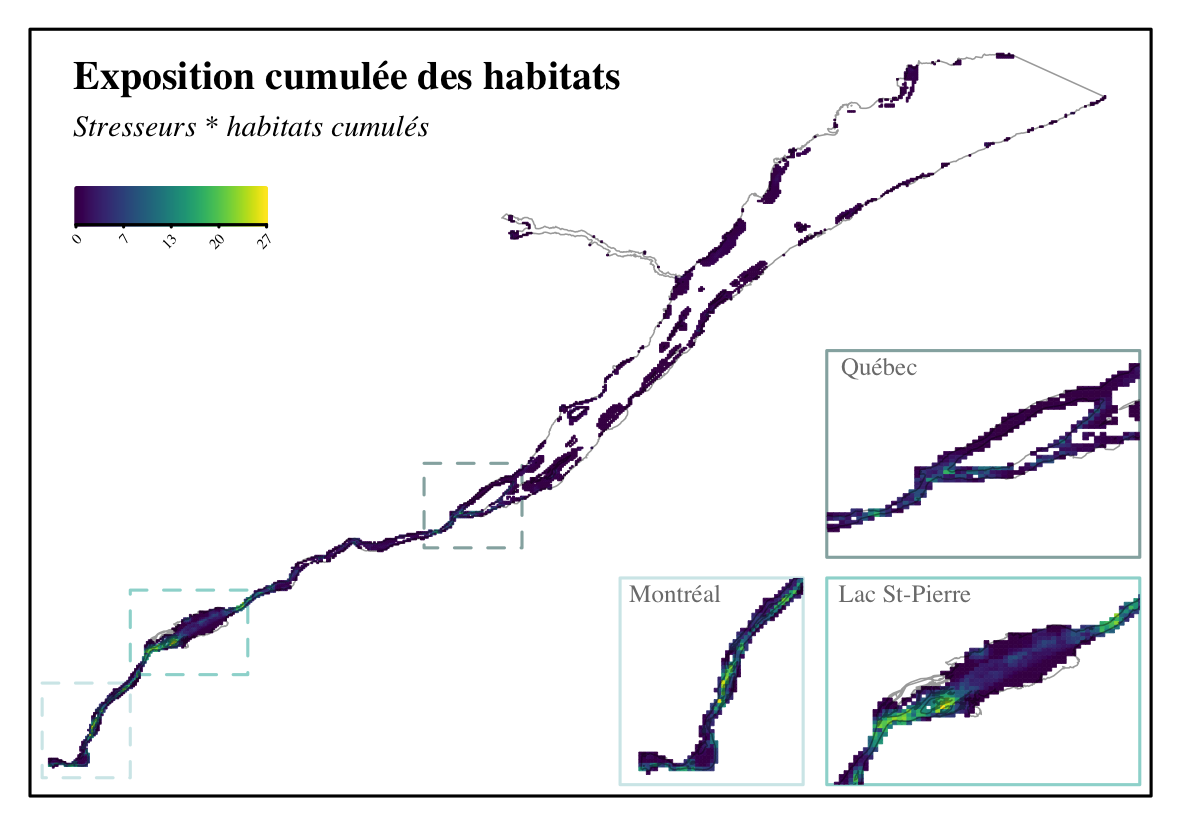 Exposition cumulée des habitats
Stresseurs * habitats cumulés
0 7 13 20 27
Québec
Montréal
Lac St-Pierre